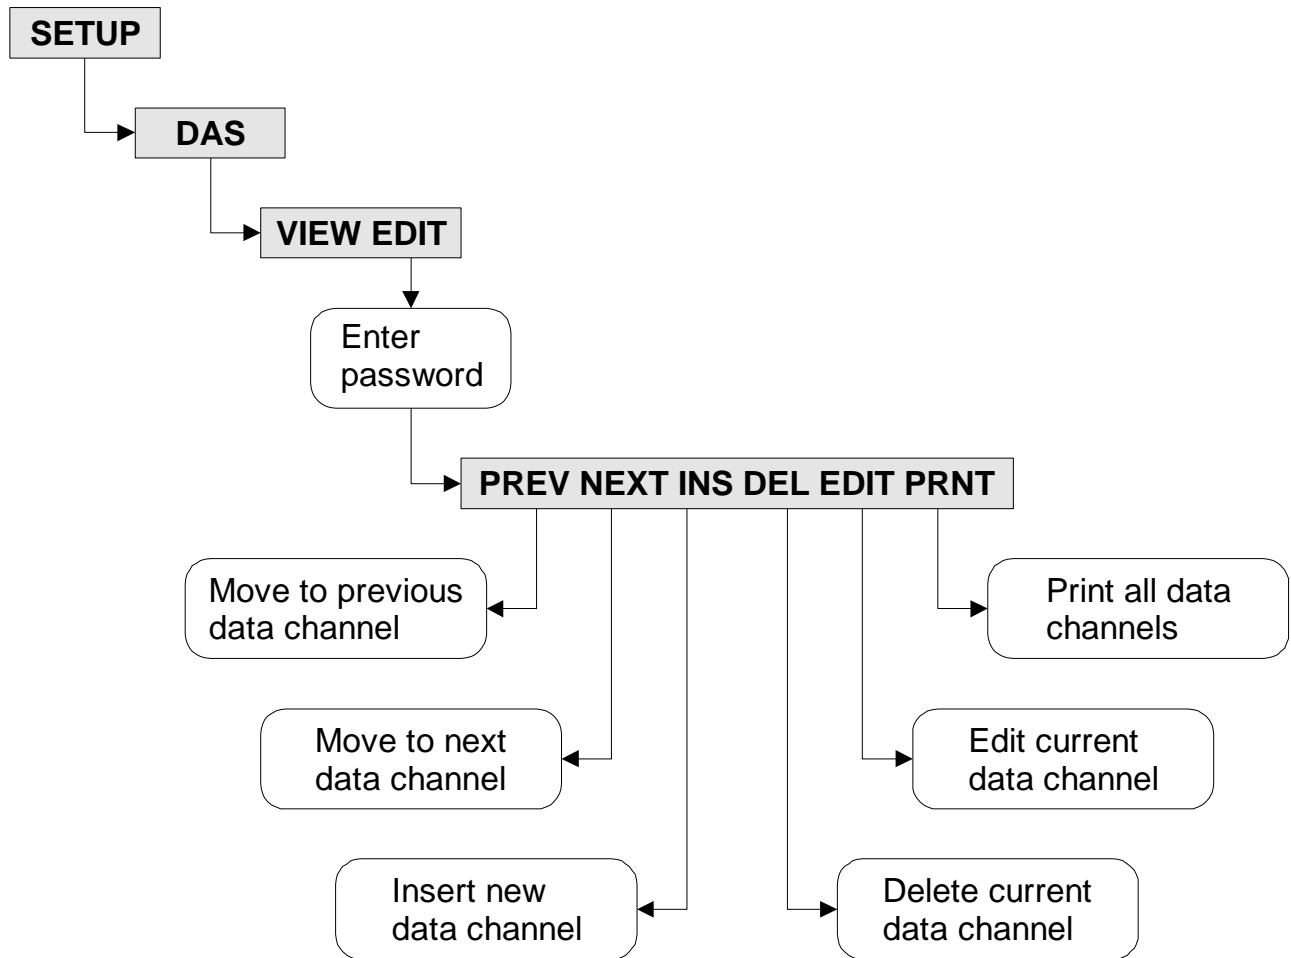 SETUP
DAS
VIEW EDIT
Enter
password
PREV NEXT INS DEL EDIT PRNT
Move to previous
data channel
Print all data
channels
Move to next
data channel
Edit current
data channel
Insert new
data channel
Delete current
data channel